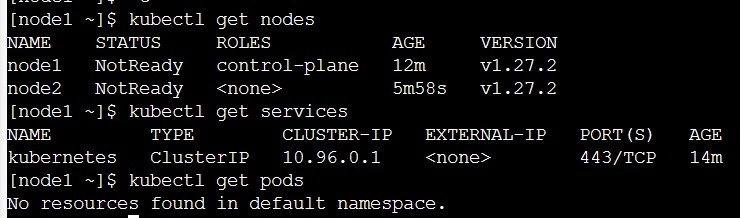 [node1 ~]$ kubectl get nodes
NAME STATUS ROLES AGE VERSION
node1 NotReady control-plane 12m v1.27.2
node2 NotReady <none> 5m58s v1.27.2
[node1 ~]$ kubectl get services
NAME TYPE CLUSTER-IP EXTERNAL-IP PORT(S) AGE
kubernetes ClusterIP 10.96.0.1 <none> 443/TCP 14m
[node1 ~]$ kubectl get pods
No resources found in default namespace.